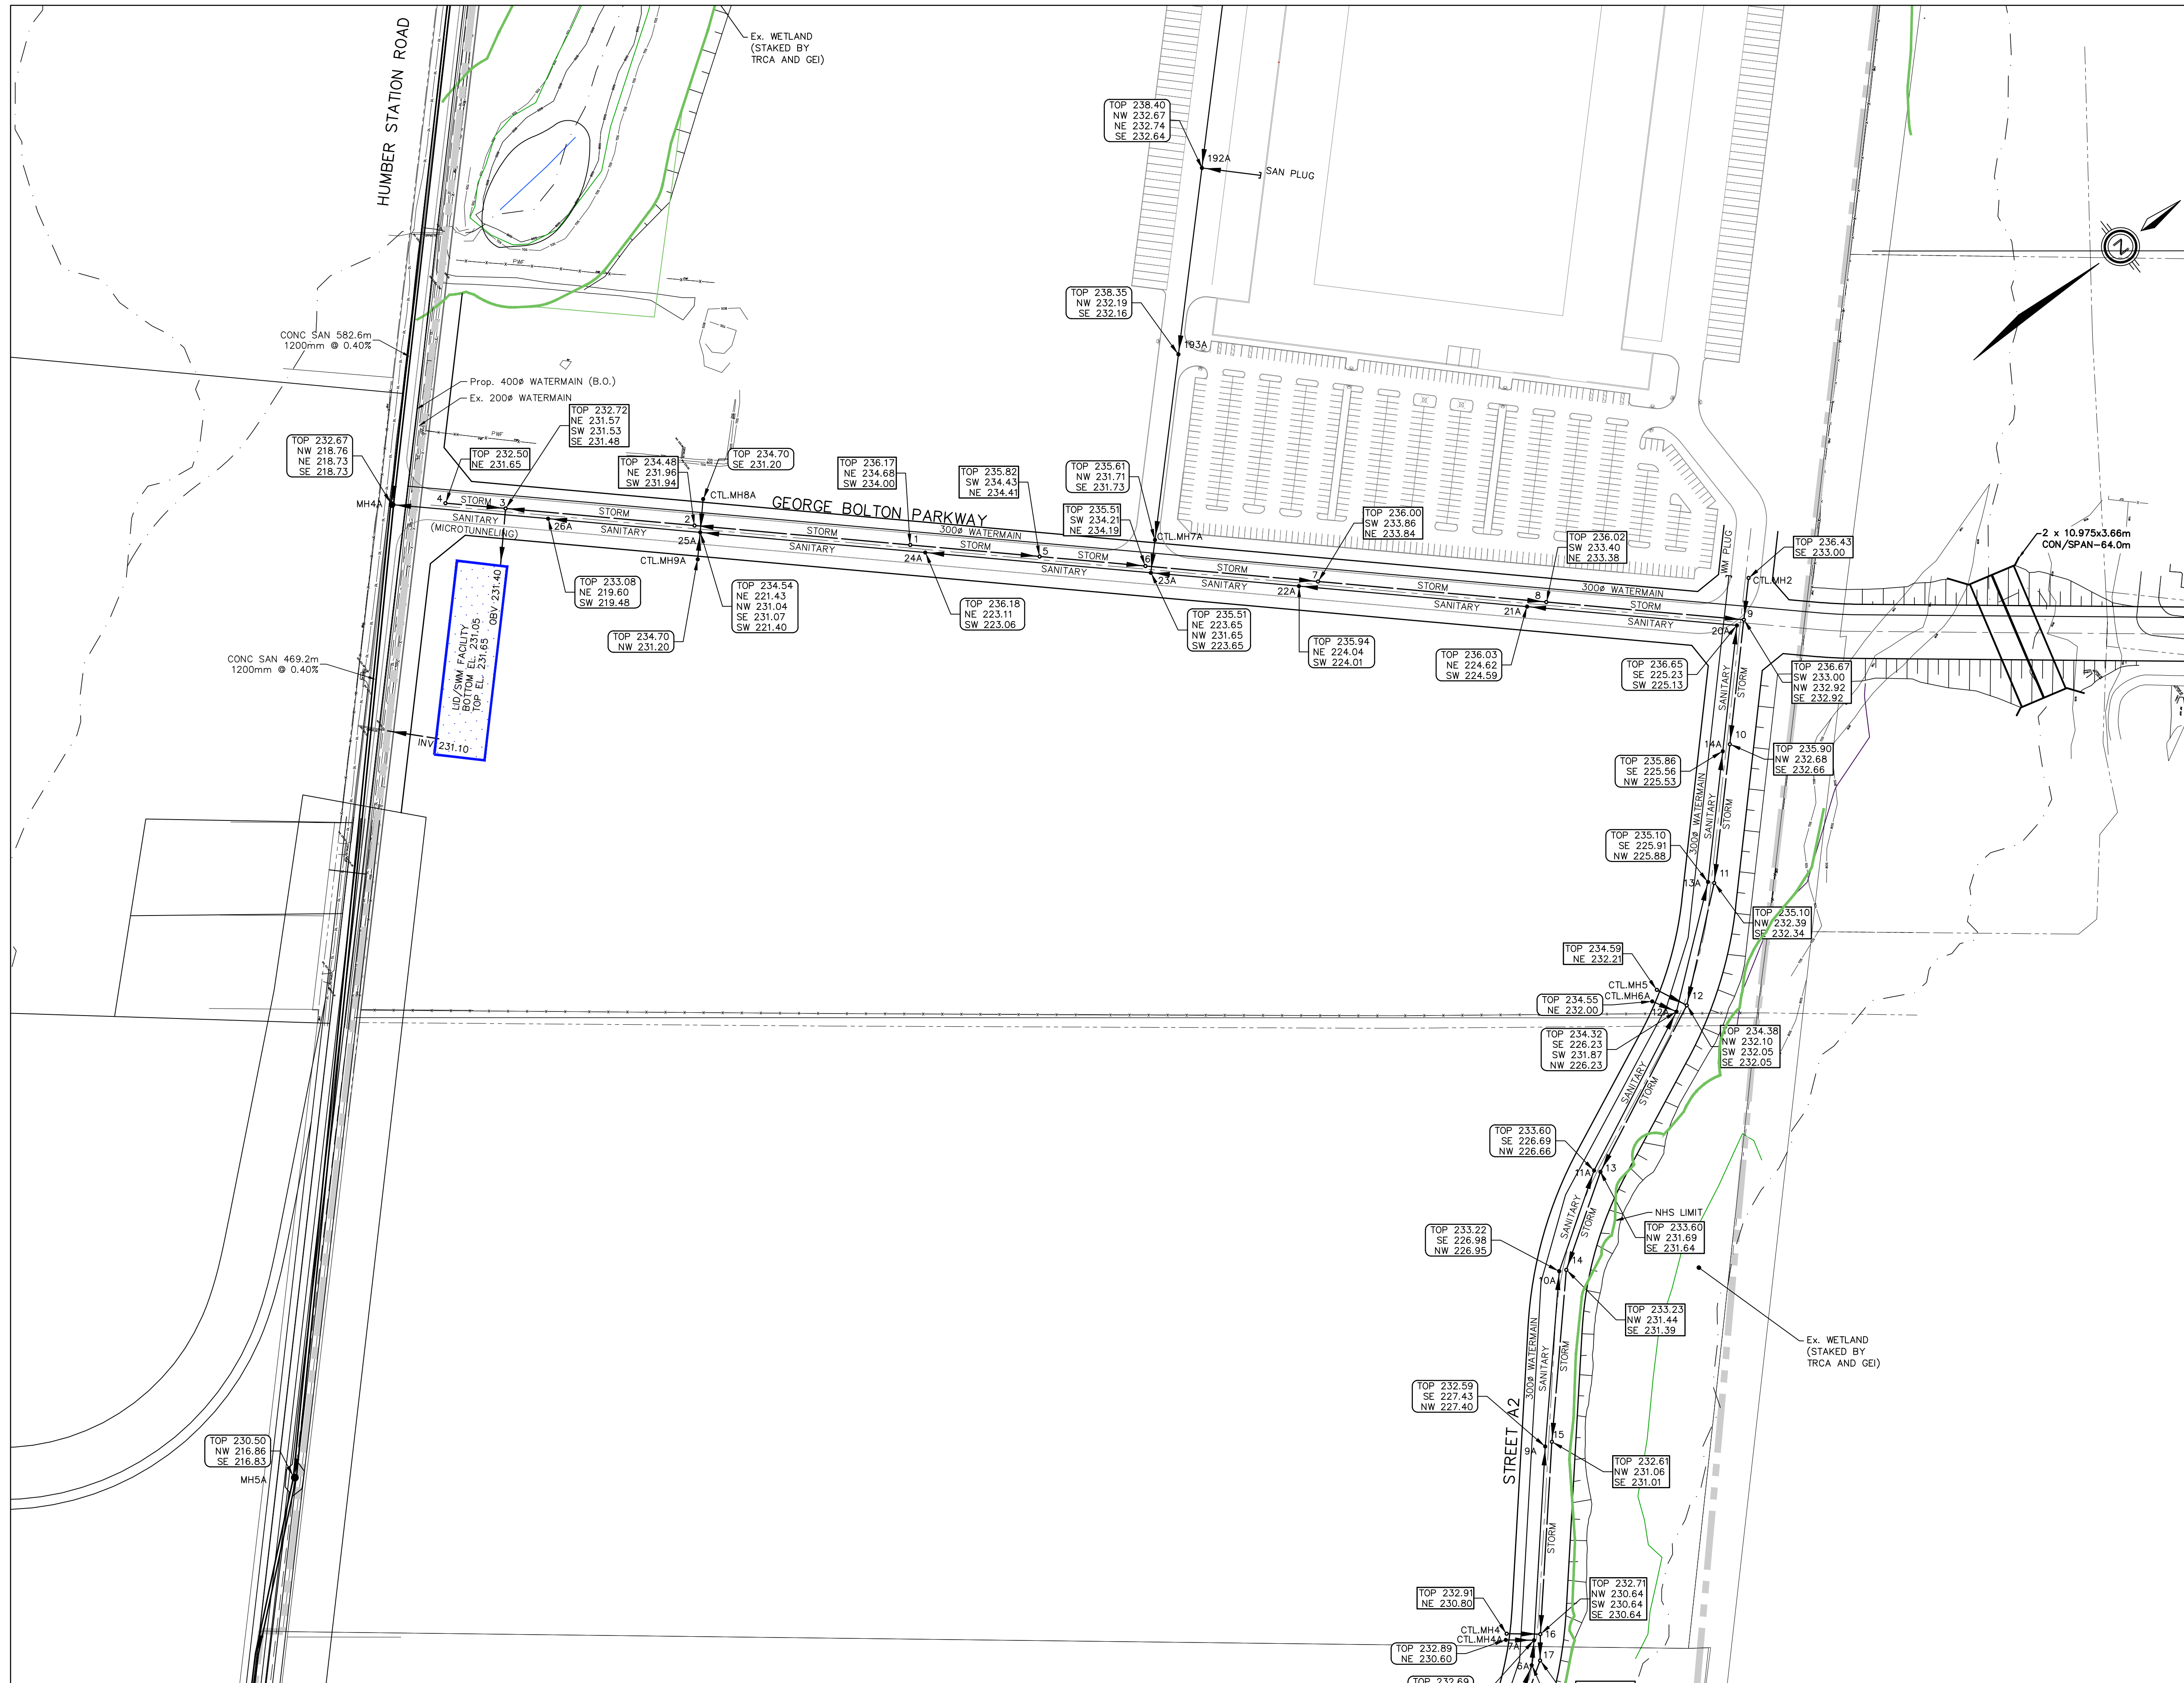 HUMBER STATION ROAD
Ex. WETLAND
(STAKED BY
TRCA AND GEI)
TOP 238.40
NW 232.67
NE 232.74
SE 232.64
192A
SAN PLUG
N
PWF
TOP 238.35
NW 232.19
SE 232.16
193A
CONC SAN 582.6m
1200mm @ 0.40%
Prop. 400ø WATERMAIN (B.O.)
Ex. 200ø WATERMAIN
PWF
TOP 232.72
NE 231.57
SW 231.53
SE 231.48
TOP 232.67
NW 218.76
NE 218.73
SE 218.73
MH4A
TOP 232.50
NE 231.65
TOP 234.48
NE 231.96
SW 231.94
TOP 234.70
SE 231.20
TOP 236.17
NE 234.68
SW 234.00
TOP 235.82
SW 234.43
NE 234.41
TOP 235.61
NW 231.71
SE 231.73
TOP 235.51
SW 234.21
NE 234.19
TOP 236.00
SW 233.86
NE 233.84
TOP 236.02
SW 233.40
NE 233.38
TOP 236.43
SE 233.00
2 x 10.975x3.66m
CON/SPAN-64.0m
4
STORM
3
STORM
2
CTL.MH8A
STORM
GEORGE BOLTON PARKWAY
300ø WATERMAIN
1
STORM
5
STORM
6
CTL.MH7A
STORM
7
STORM
8
300ø WATERMAIN
STORM
WM PLUG
CTL.MH2
9
SANITARY
(MICROTUNNELING)
26A
SANITARY
25A
CTL.MH9A
SANITARY
24A
SANITARY
23A
SANITARY
22A
SANITARY
21A
SANITARY
20A
OBV 231.40
LID/SWM FACILITY
BOTTOM EL. 231.05
TOP EL. 231.65
INV 231.10
CONC SAN 469.2m
1200mm @ 0.40%
TOP 233.08
NE 219.60
SW 219.48
TOP 234.70
NW 231.20
TOP 234.54
NE 221.43
NW 231.04
SE 231.07
SW 221.40
TOP 236.18
NE 223.11
SW 223.06
TOP 235.51
NE 223.65
NW 231.65
SW 223.65
TOP 235.94
NE 224.04
SW 224.01
TOP 236.03
NE 224.62
SW 224.59
TOP 236.65
SE 225.23
SW 225.13
TOP 236.67
SW 233.00
NW 232.92
SE 232.92
SANITARY
STORM
14A
10
TOP 235.90
NW 232.68
SE 232.66
TOP 235.86
SE 225.56
NW 225.53
300ø WATERMAIN
SANITARY
STORM
TOP 235.10
SE 225.91
NW 225.88
13A
11
TOP 235.10
NW 232.39
SE 232.34
TOP 234.59
NE 232.21
CTL.MH5
CTL.MH6A
12
12A
TOP 234.55
NE 232.00
TOP 234.32
SE 226.23
SW 231.87
NW 226.23
TOP 234.38
NW 232.10
SW 232.05
SE 232.05
SANITARY
STORM
TOP 233.60
SE 226.69
NW 226.66
11A
13
SANITARY
STORM
NHS LIMIT
TOP 233.60
NW 231.69
SE 231.64
TOP 233.22
SE 226.98
NW 226.95
10A
14
TOP 233.23
NW 231.44
SE 231.39
Ex. WETLAND
(STAKED BY
TRCA AND GEI)
300ø WATERMAIN
SANITARY
STORM
STREET A2
TOP 232.59
SE 227.43
NW 227.40
9A
15
TOP 232.61
NW 231.06
SE 231.01
STORM
TOP 230.50
NW 216.86
SE 216.83
MH5A
TOP 232.91
NE 230.80
TOP 232.71
NW 230.64
SW 230.64
SE 230.64
CTL.MH4
CTL.MH4A
16
7A
17
6A
TOP 232.89
NE 230.60
TOP 232.69